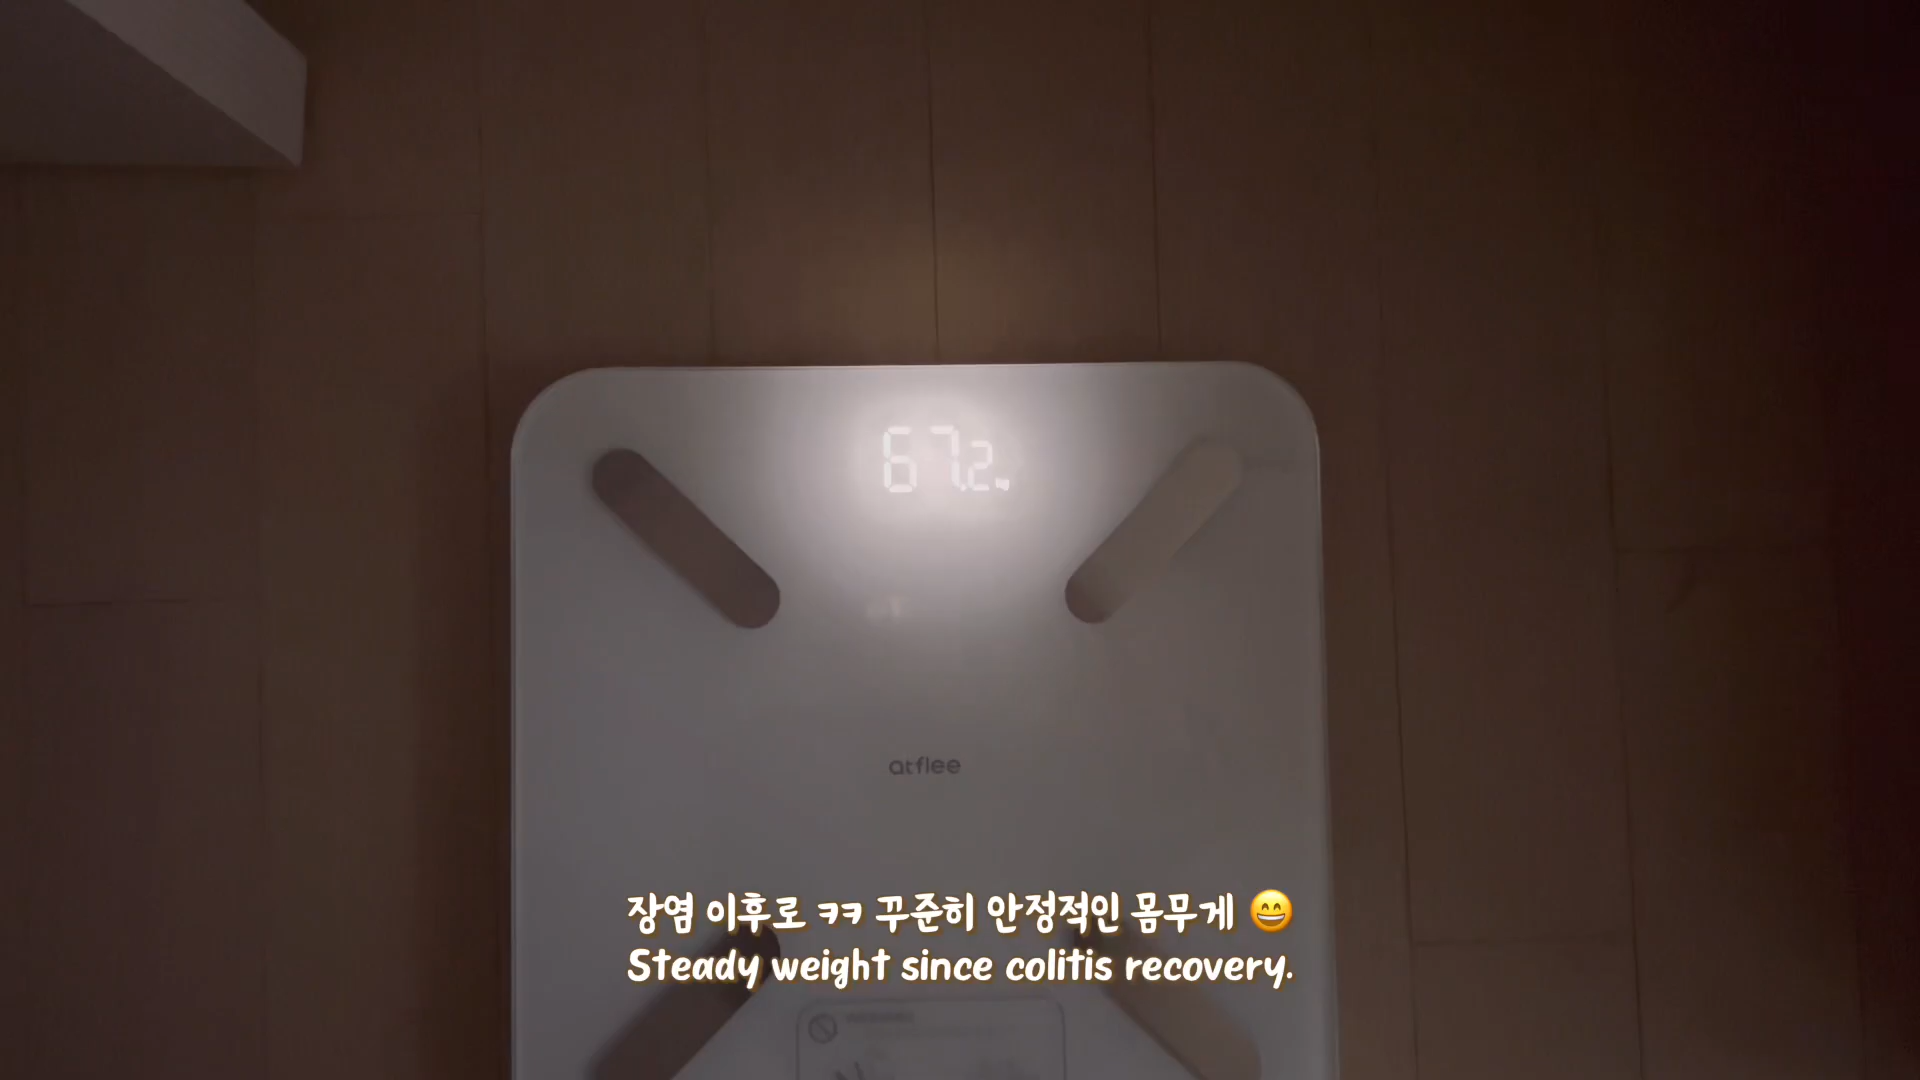 67.2
atflee
장염 이후로 ㅋㅋ 꾸준히 안정적인 몸무게 😄
Steady weight since colitis recovery.